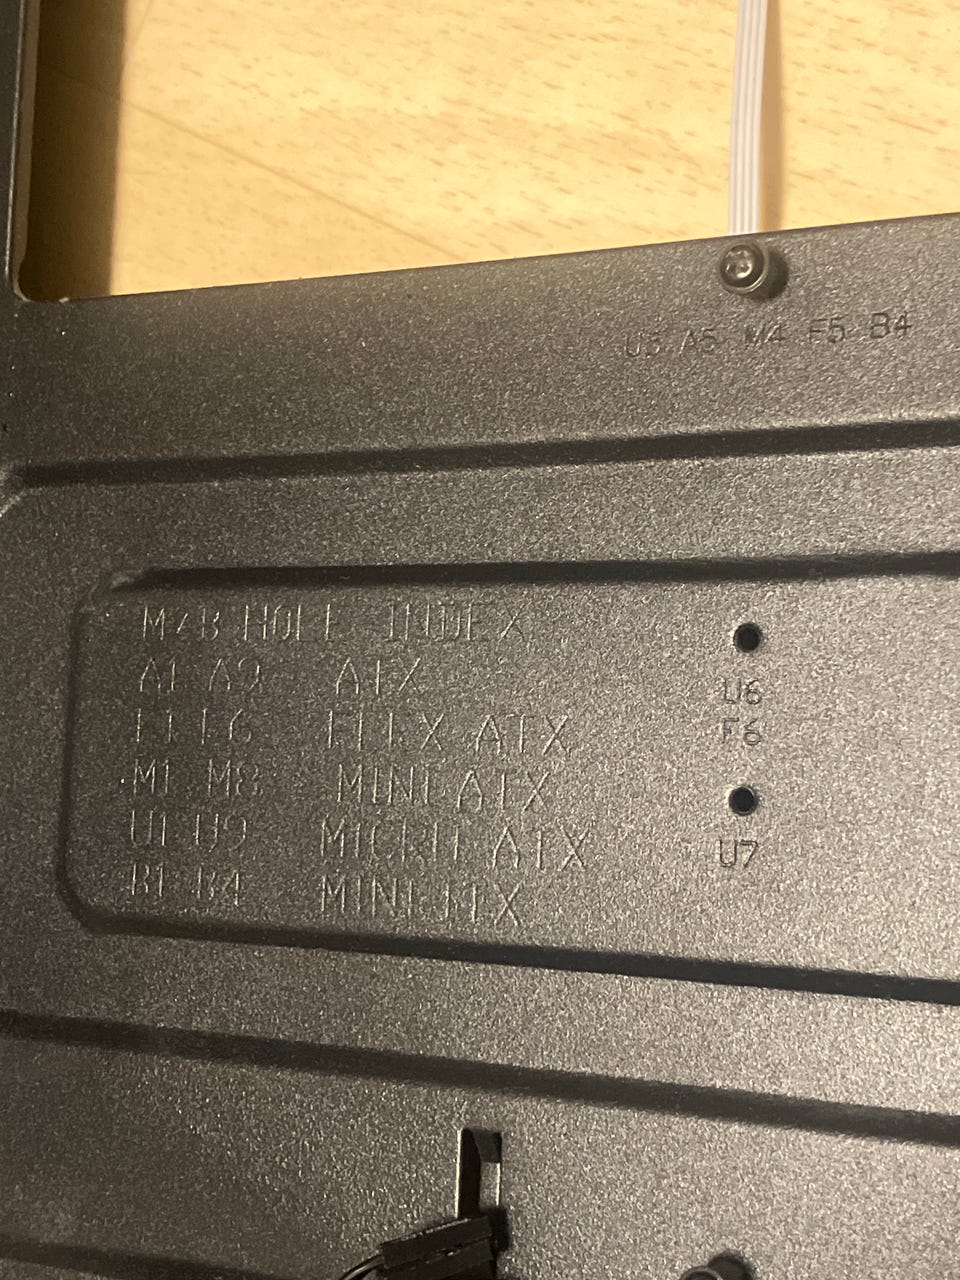 U5 A5 M4 F5 B4
M/B HOLE INDEX
A1-A9 ATX
F1-F6 FLEX ATX
M1-M8 MINI ATX
U1-U9 MICRO ATX
B1-B4 MINI-ITX
U6
F6
U7